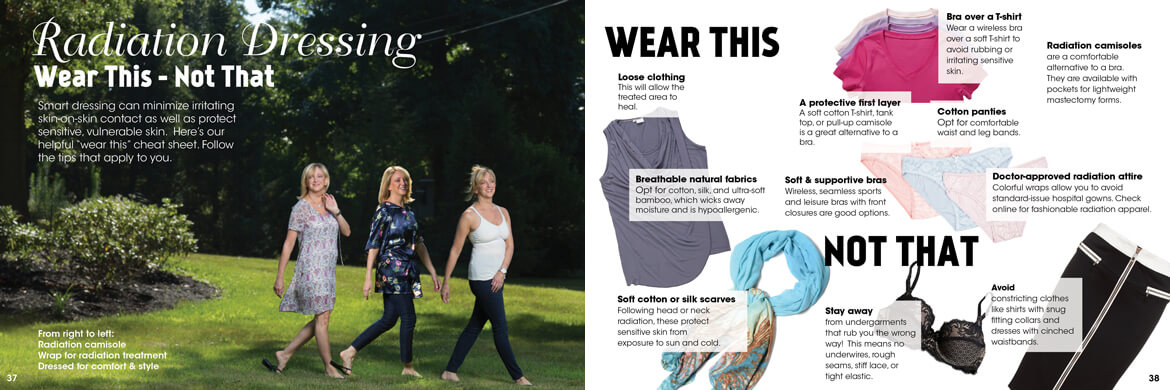 Radiation Dressing
Wear This - Not That
Smart dressing can minimize irritating
skin-on-skin contact as well as protect
sensitive, vulnerable skin.  Here's our
helpful "wear this" cheat sheet. Follow
the tips that apply to you.
From right to left:
Radiation camisole
Wrap for radiation treatment
Dressed for comfort & style
37
WEAR THIS
Loose clothing
This will allow the
treated area to
heal.
Bra over a T-shirt
Wear a wireless bra
over a soft T-shirt to
avoid rubbing or
irritating sensitive
skin.
Radiation camisoles
are a comfortable
alternative to a bra.
They are available with
pockets for lightweight
mastectomy forms.
A protective first layer
A soft cotton T-shirt, tank
top, or pull-up camisole
is a great alternative to a
bra.
Cotton panties
Opt for comfortable
waist and leg bands.
Breathable natural fabrics
Opt for cotton, silk, and ultra-soft
bamboo, which wicks away
moisture and is hypoallergenic.
Soft & supportive bras
Wireless, seamless sports
and leisure bras with front
closures are good options.
Doctor-approved radiation attire
Colorful wraps allow you to avoid
standard-issue hospital gowns. Check
online for fashionable radiation apparel.
Soft cotton or silk scarves
Following head or neck
radiation, these protect
sensitive skin from
exposure to sun and cold.
NOT THAT
Stay away
from undergarments
that rub you the wrong
way!  This means no
underwires, rough
seams, stiff lace, or
tight elastic.
Avoid
constricting clothes
like shirts with snug
fitting collars and
dresses with cinched
waistbands.
38